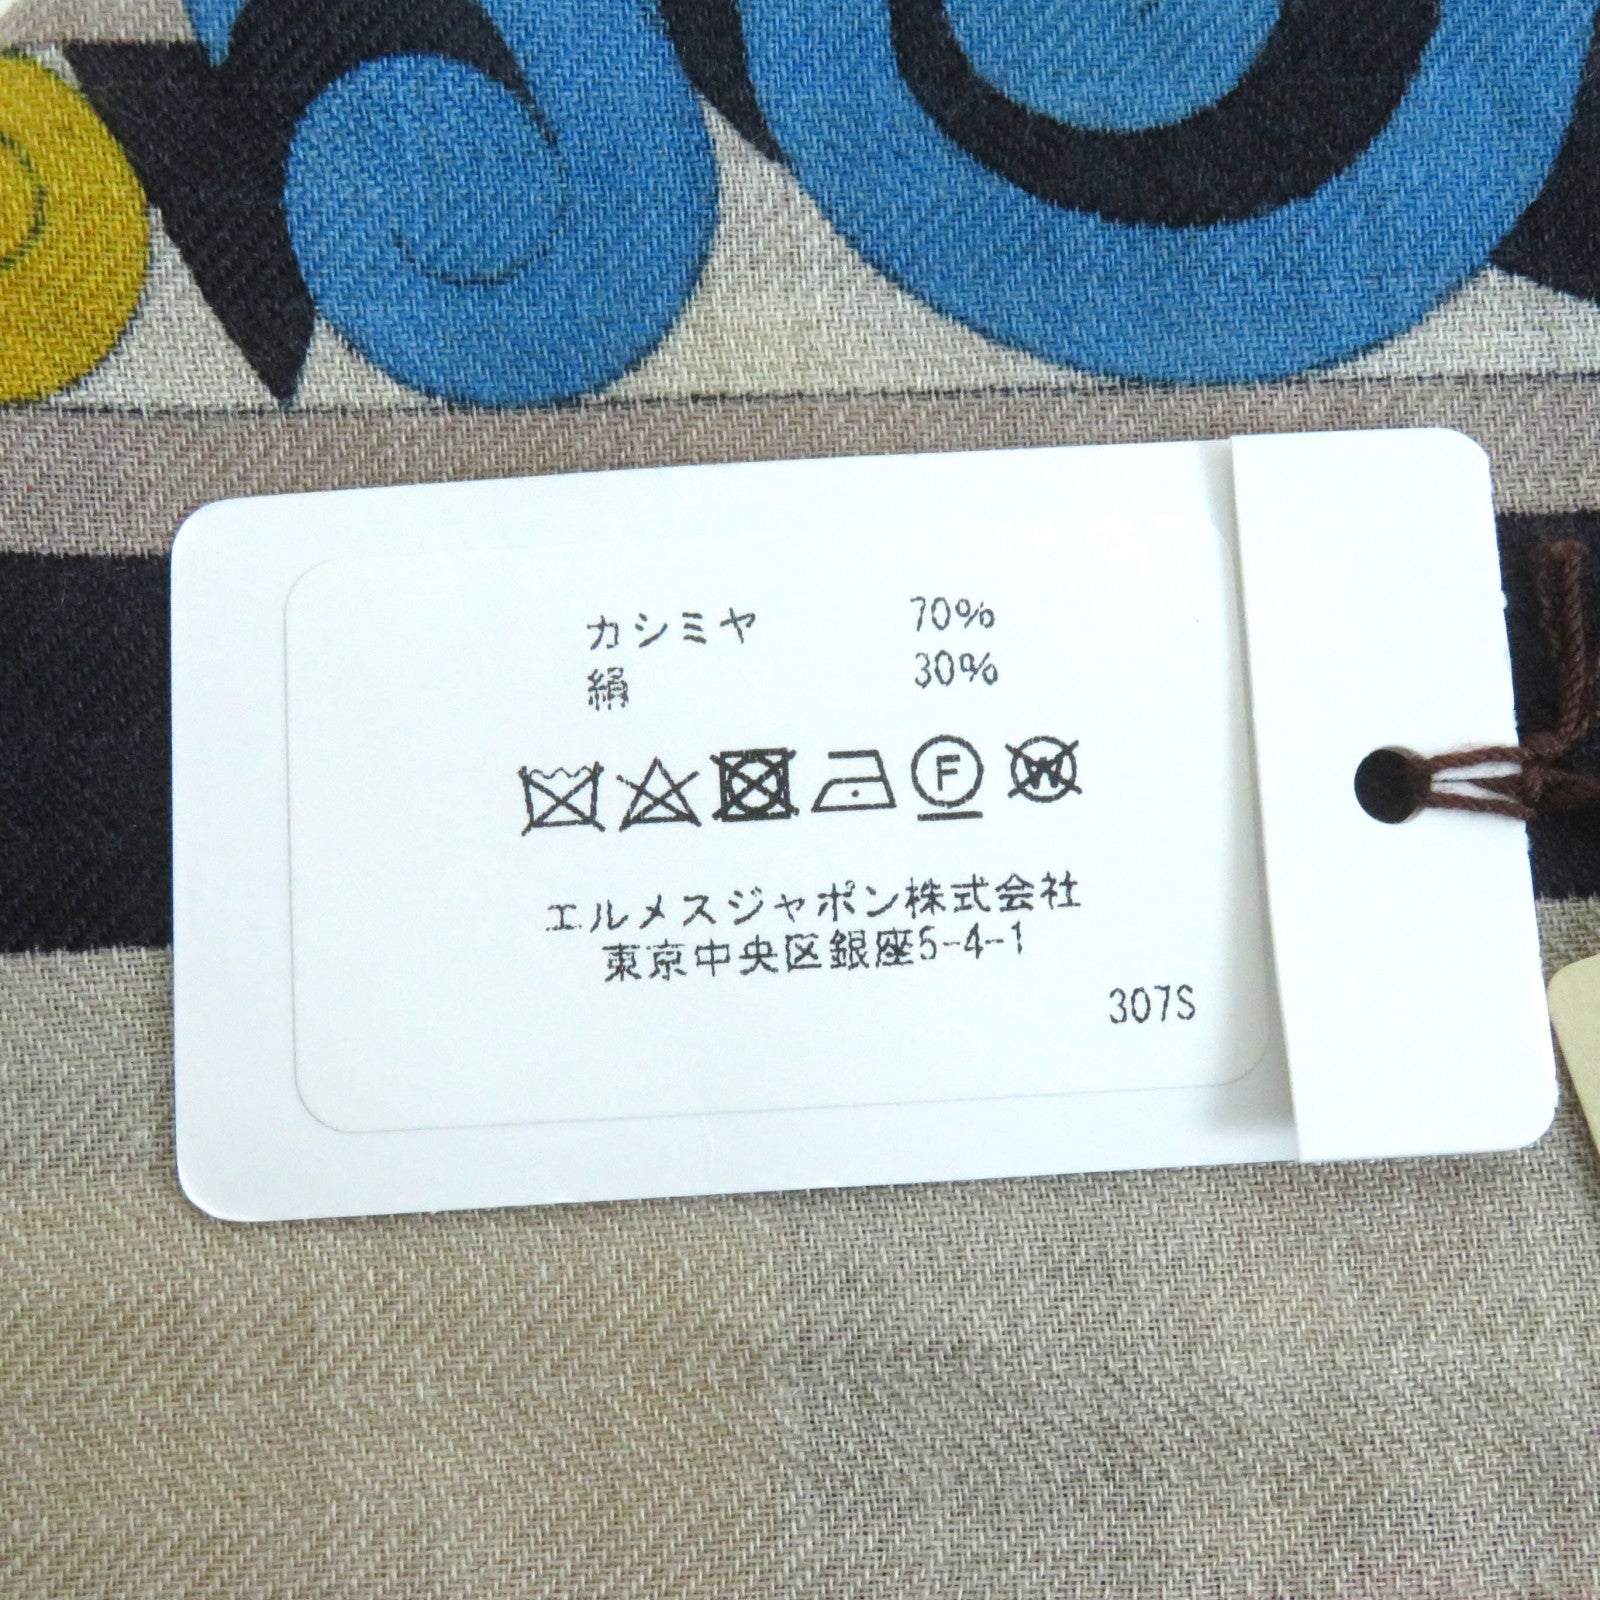 カシミヤ 70%
絹 30%
F W
エルメスジャポン株式会社
東京中央区銀座5-4-1
307S